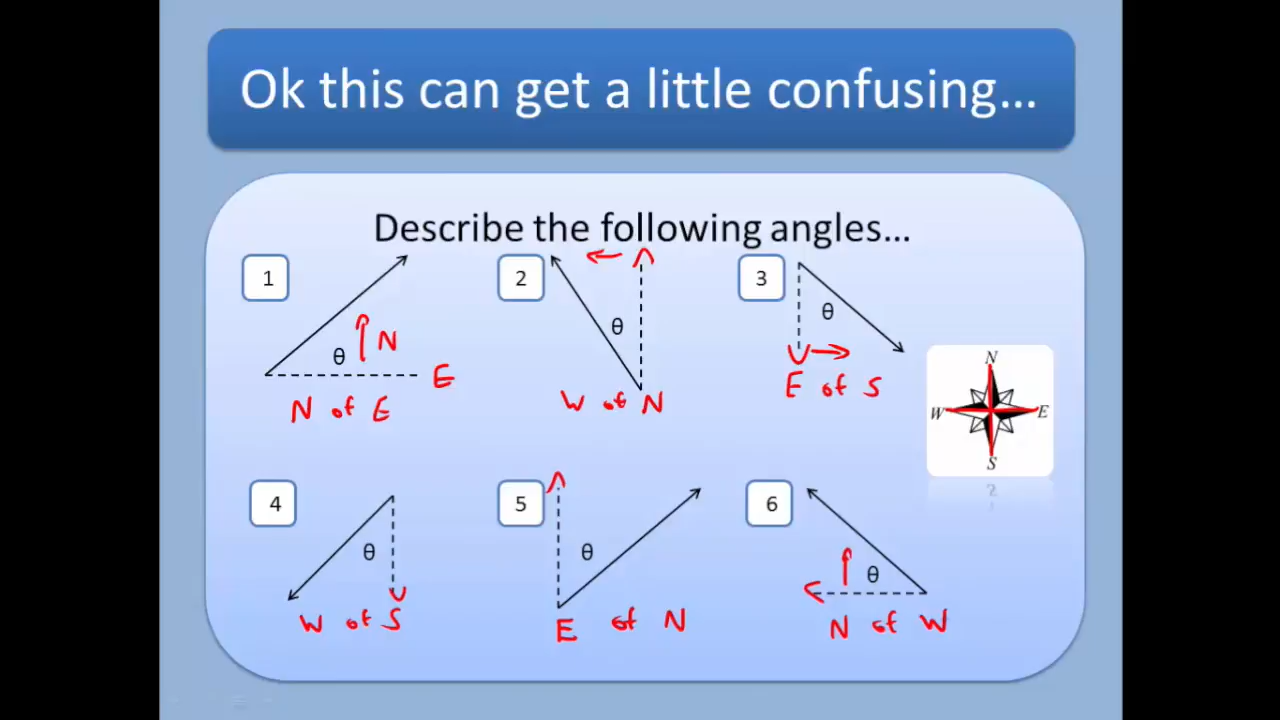 Ok this can get a little confusing...
Describe the following angles...
1
θ
N
E
N of E
2
θ
W of N
3
θ
E of S
N
W
E
S
4
θ
W of S
5
θ
E of N
6
θ
N of W